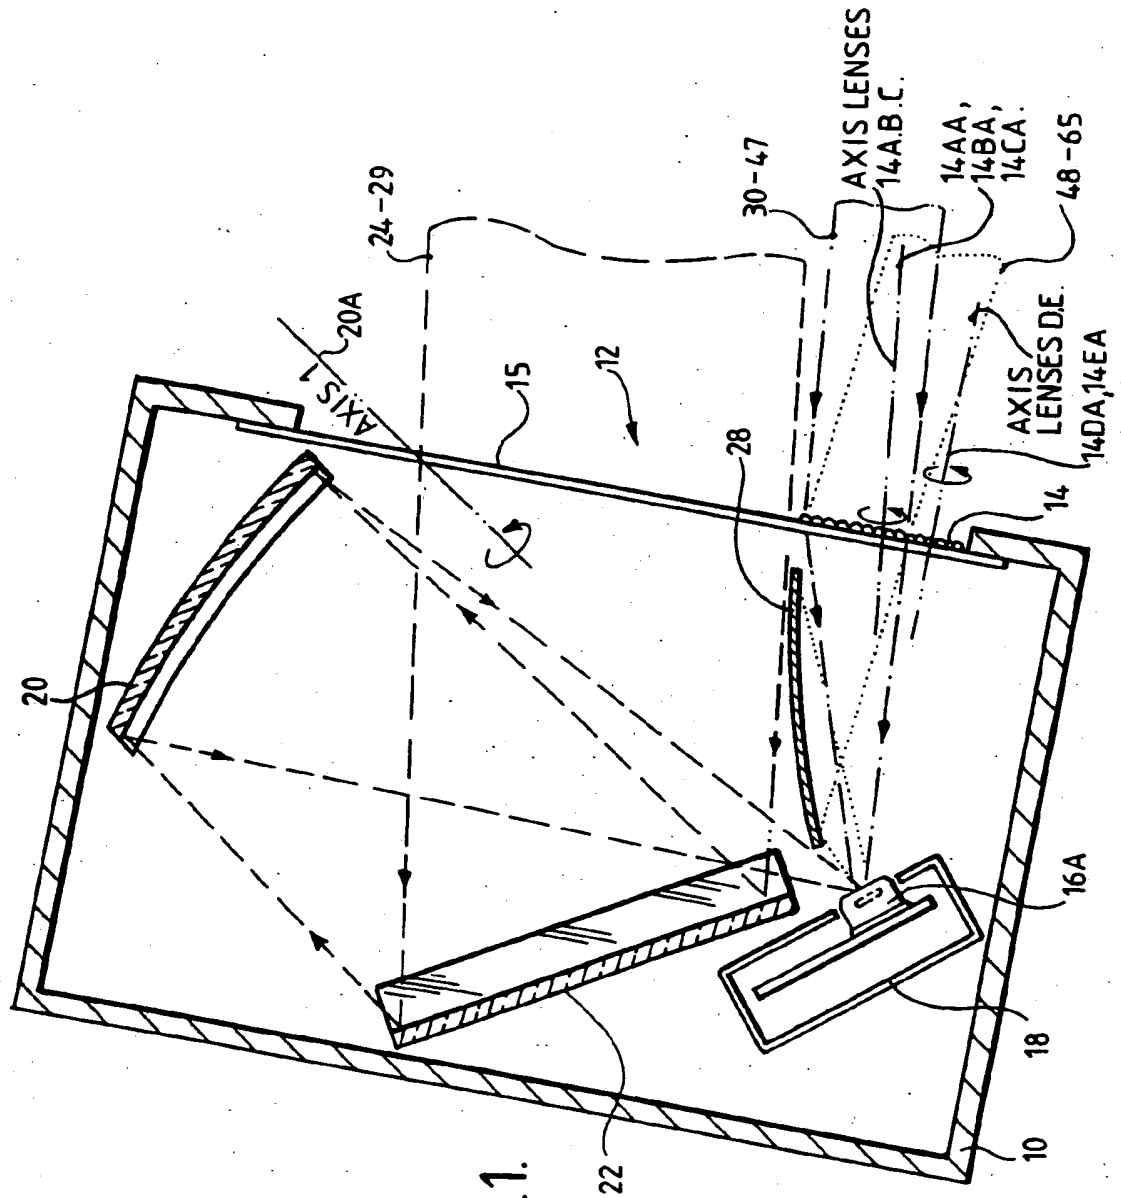 20
24-29
20A
AXIS 1
15
12
30-47
AXIS LENSES
14A.B.C.
14AA,
14BA,
14CA.
48-65
28
AXIS
LENSES D.E.
14DA,14EA
14
16A
18
22
10
.1.